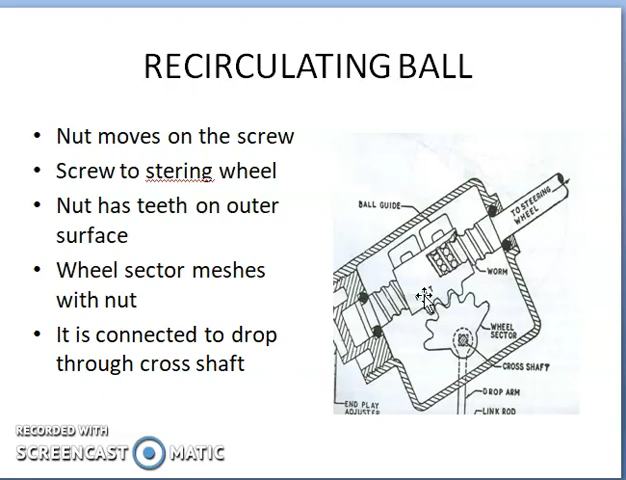 RECIRCULATING BALL
• Nut moves on the screw
• Screw to stering wheel
• Nut has teeth on outer
surface
• Wheel sector meshes
with nut
• It is connected to drop
through cross shaft
BALL GUIDE
TO STEERING
WHEEL
WORM
WHEEL
SECTOR
CROSS SHAFT
DROP ARM
LINK ROD
END PLAY
ADJUSTER
RECORDED WITH
SCREENCAST MATIC